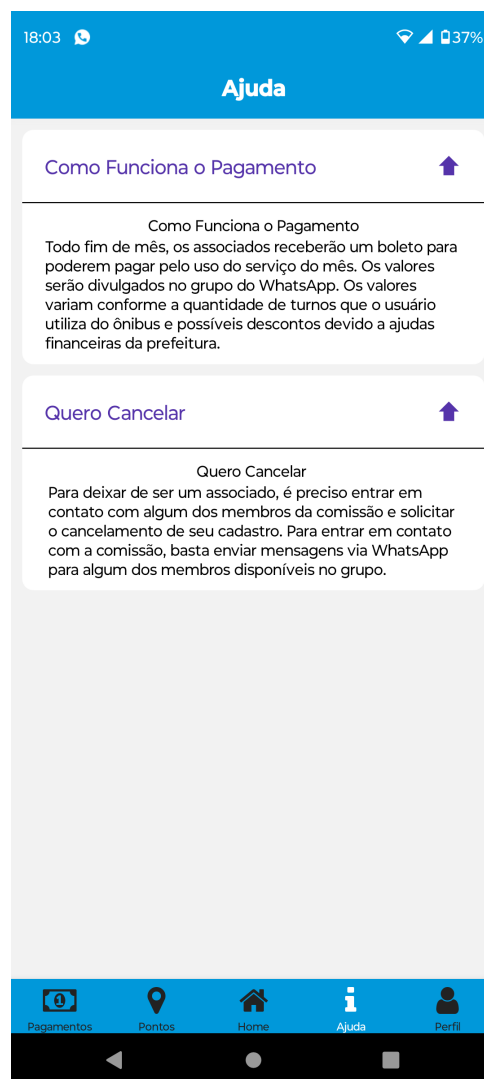 18:03
37%
Ajuda
Como Funciona o Pagamento
Como Funciona o Pagamento
Todo fim de mês, os associados receberão um boleto para
poderem pagar pelo uso do serviço do mês. Os valores
serão divulgados no grupo do WhatsApp. Os valores
variam conforme a quantidade de turnos que o usuário
utiliza do ônibus e possíveis descontos devido a ajudas
financeiras da prefeitura.
Quero Cancelar
Quero Cancelar
Para deixar de ser um associado, é preciso entrar em
contato com algum dos membros da comissão e solicitar
o cancelamento de seu cadastro. Para entrar em contato
com a comissão, basta enviar mensagens via WhatsApp
para algum dos membros disponíveis no grupo.
1
Pagamentos
Pontos
Home
Ajuda
Perfil